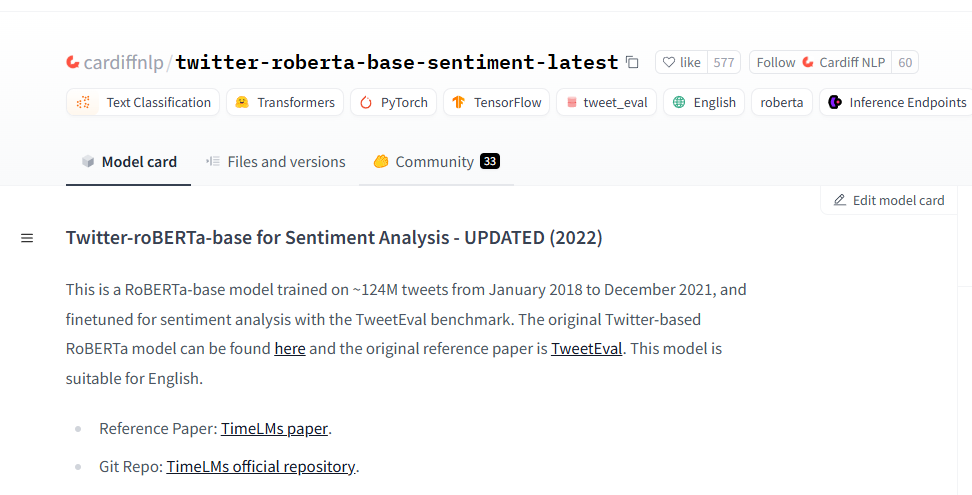 cardiffnlp/twitter-roberta-base-sentiment-latest like 577 Follow Cardiff NLP 60
Text Classification Transformers PyTorch TensorFlow tweet_eval English roberta Inference Endpoints
Model card Files and versions Community 33
Edit model card
Twitter-roBERTa-base for Sentiment Analysis - UPDATED (2022)
This is a RoBERTa-base model trained on ~124M tweets from January 2018 to December 2021, and
finetuned for sentiment analysis with the TweetEval benchmark. The original Twitter-based
RoBERTa model can be found here and the original reference paper is TweetEval. This model is
suitable for English.
Reference Paper: TimeLMs paper.
Git Repo: TimeLMs official repository.